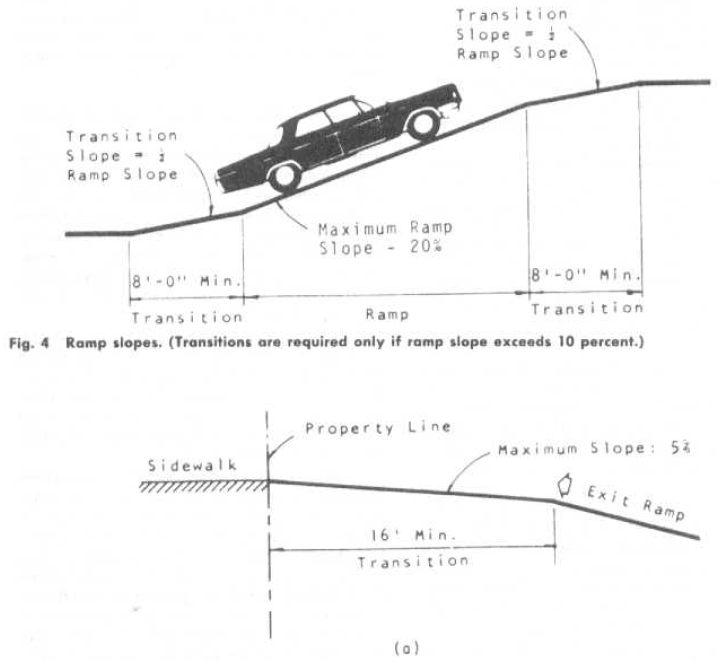 Transition
Slope = ½
Ramp Slope
Transition
Slope = ½
Ramp Slope
Maximum Ramp
Slope - 20%
8'-0" Min.
8'-0" Min.
Transition
Ramp
Transition
Fig. 4 Ramp slopes. (Transitions are required only if ramp slope exceeds 10 percent.)
Property Line
Sidewalk
Maximum Slope: 5%
Exit Ramp
16' Min.
Transition
(a)